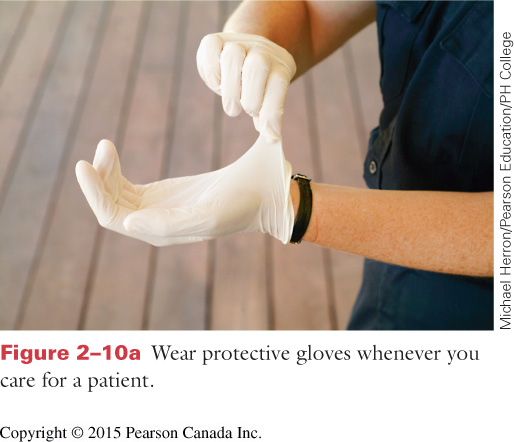 Michael Herron/Pearson Education/PH College
Figure 2–10a Wear protective gloves whenever you
care for a patient.
Copyright © 2015 Pearson Canada Inc.